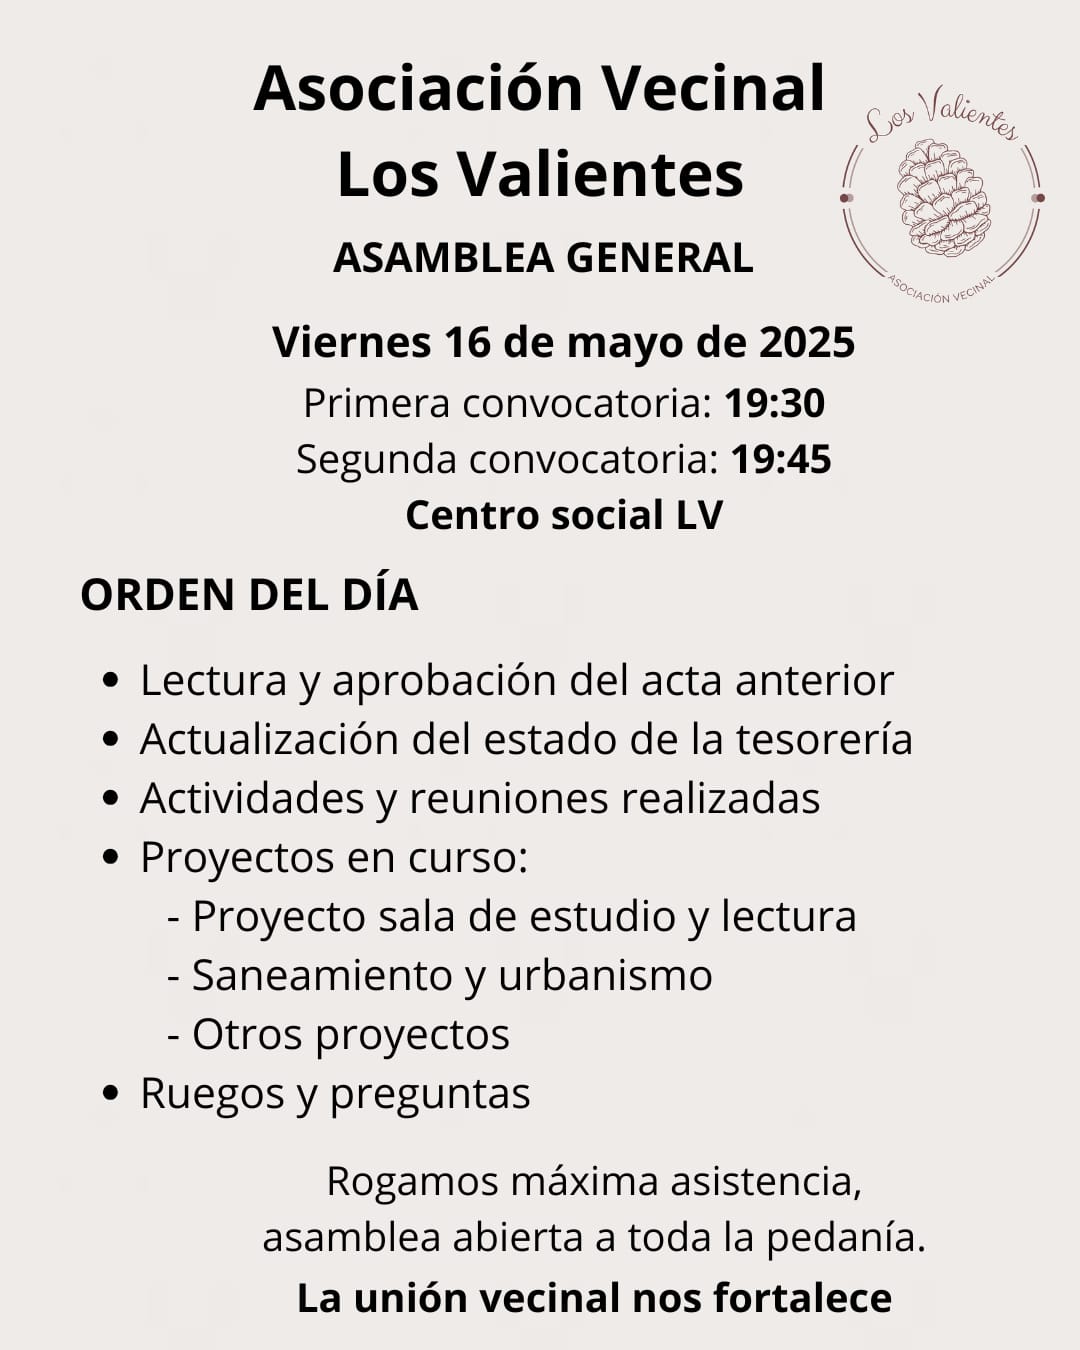 Asociación Vecinal
Los Valientes
Los Valientes
ASOCIACIÓN VECINAL
ASAMBLEA GENERAL
Viernes 16 de mayo de 2025
Primera convocatoria: 19:30
Segunda convocatoria: 19:45
Centro social LV
ORDEN DEL DÍA
• Lectura y aprobación del acta anterior
• Actualización del estado de la tesorería
• Actividades y reuniones realizadas
• Proyectos en curso:
- Proyecto sala de estudio y lectura
- Saneamiento y urbanismo
- Otros proyectos
• Ruegos y preguntas
Rogamos máxima asistencia,
asamblea abierta a toda la pedanía.
La unión vecinal nos fortalece